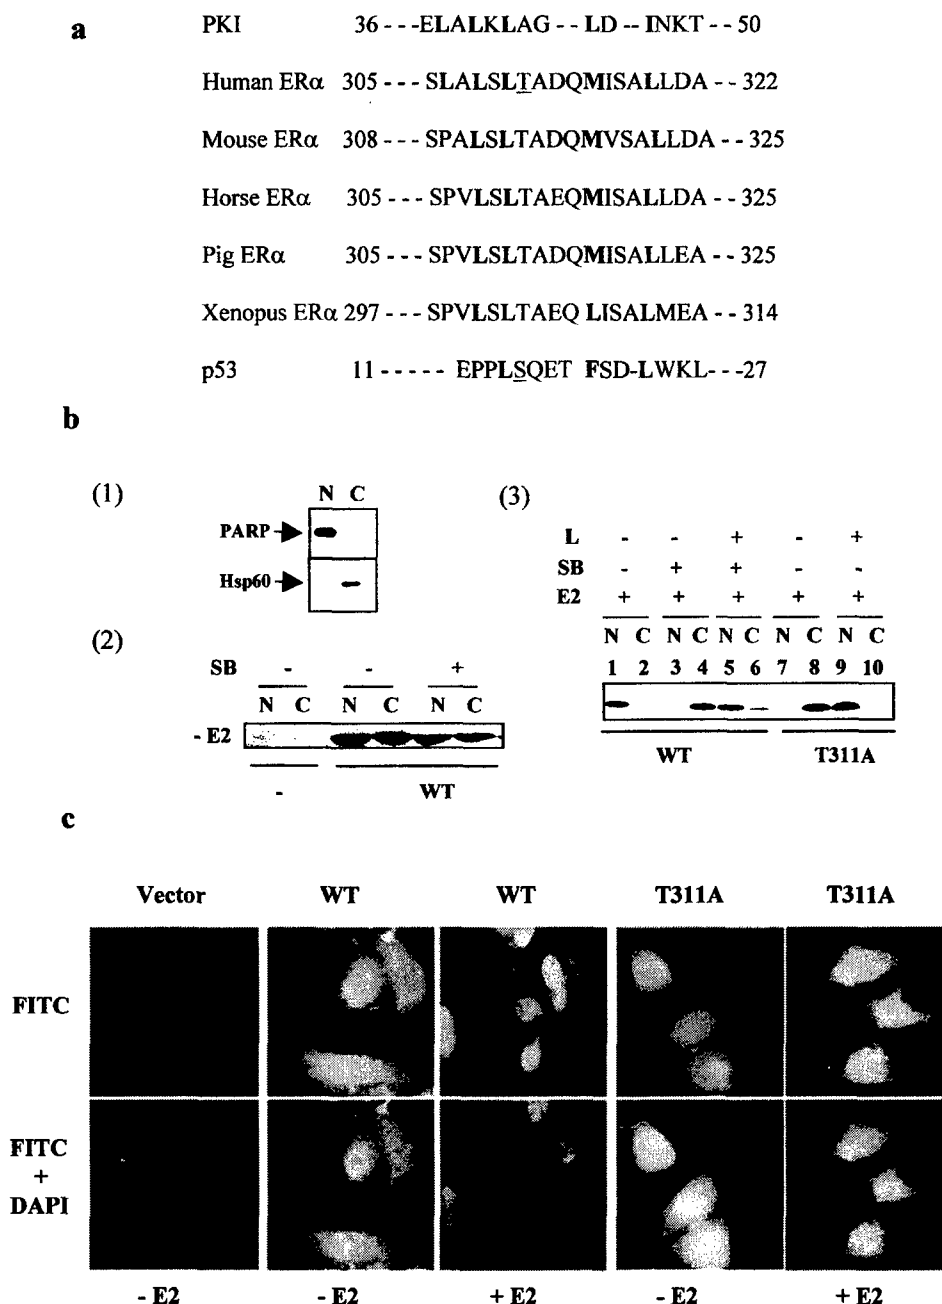 a
PKI 36 ---ELALKLAG --LD -- INKT -- 50
Human ERα 305 --- SLALSLTADQMISALLDA -- 322
Mouse ERα 308 --- SPALSLTADQMVSALLDA -- 325
Horse ERα 305 --- SPVLSLTAEQMISALLDA -- 325
Pig ERα 305 --- SPVLSLTADQMISALLEA -- 325
Xenopus ERα 297 --- SPVLSLTAEQ LISALMEA -- 314
p53 11 ----- EPPLSQET FSD-LWKL---27
b
(1)
N C
PARP
Hsp60
(2)
SB - - +
N C N C N C
- E2
- WT
(3)
L - - + - +
SB - + + - -
E2 + + + + +
N C N C N C N C N C
1 2 3 4 5 6 7 8 9 10
WT T311A
c
Vector WT WT T311A T311A
FITC
FITC
+
DAPI
- E2 - E2 + E2 - E2 + E2